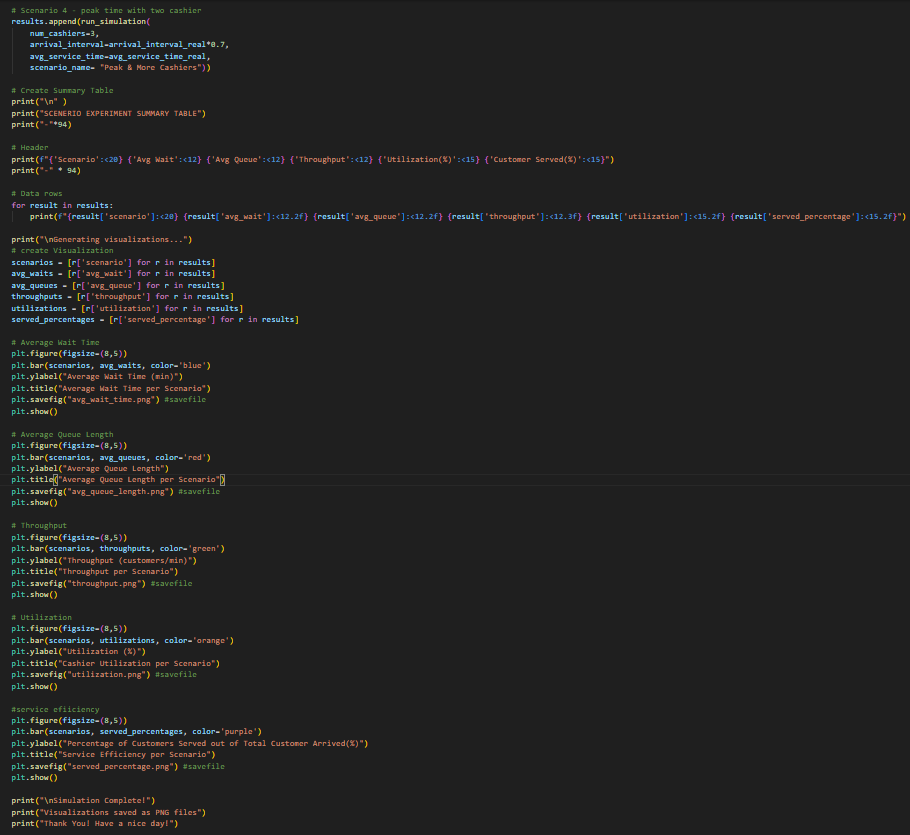 # Scenario 4 - peak time with two cashier
results.append(run_simulation(
    num_cashiers=3,
    arrival_interval=arrival_interval_real*0.7,
    avg_service_time=avg_service_time_real,
    scenario_name= "Peak & More Cashiers"))

# Create Summary Table
print("\n" )
print("SCENERIO EXPERIMENT SUMMARY TABLE")
print("-"*94)

# Header
print(f"{'Scenario':<20} {'Avg Wait':<12} {'Avg Queue':<12} {'Throughput':<12} {'Utilization(%)':<15} {'Customer Served(%)':<15}")
print("-" * 94)

# Data rows
for result in results:
    print(f"{result['scenario']:<20} {result['avg_wait']:<12.2f} {result['avg_queue']:<12.2f} {result['throughput']:<12.3f} {result['utilization']:<15.2f} {result['served_percentage']:<15.2f}")

print("\nGenerating visualizations...")
# create Visualization
scenarios = [r['scenario'] for r in results]
avg_waits = [r['avg_wait'] for r in results]
avg_queues = [r['avg_queue'] for r in results]
throughputs = [r['throughput'] for r in results]
utilizations = [r['utilization'] for r in results]
served_percentages = [r['served_percentage'] for r in results]

# Average Wait Time
plt.figure(figsize=(8,5))
plt.bar(scenarios, avg_waits, color='blue')
plt.ylabel("Average Wait Time (min)")
plt.title("Average Wait Time per Scenario")
plt.savefig("avg_wait_time.png") #savefile
plt.show()

# Average Queue Length
plt.figure(figsize=(8,5))
plt.bar(scenarios, avg_queues, color='red')
plt.ylabel("Average Queue Length")
plt.title("Average Queue Length per Scenario")
plt.savefig("avg_queue_length.png") #savefile
plt.show()

# Throughput
plt.figure(figsize=(8,5))
plt.bar(scenarios, throughputs, color='green')
plt.ylabel("Throughput (customers/min)")
plt.title("Throughput per Scenario")
plt.savefig("throughput.png") #savefile
plt.show()

# Utilization
plt.figure(figsize=(8,5))
plt.bar(scenarios, utilizations, color='orange')
plt.ylabel("Utilization (%)")
plt.title("Cashier Utilization per Scenario")
plt.savefig("utilization.png") #savefile
plt.show()

#service efiiciency
plt.figure(figsize=(8,5))
plt.bar(scenarios, served_percentages, color='purple')
plt.ylabel("Percentage of Customers Served out of Total Customer Arrived(%)")
plt.title("Service Efficiency per Scenario")
plt.savefig("served_percentage.png") #savefile
plt.show()

print("\nSimulation Complete!")
print("Visualizations saved as PNG files")
print("Thank You! Have a nice day!")